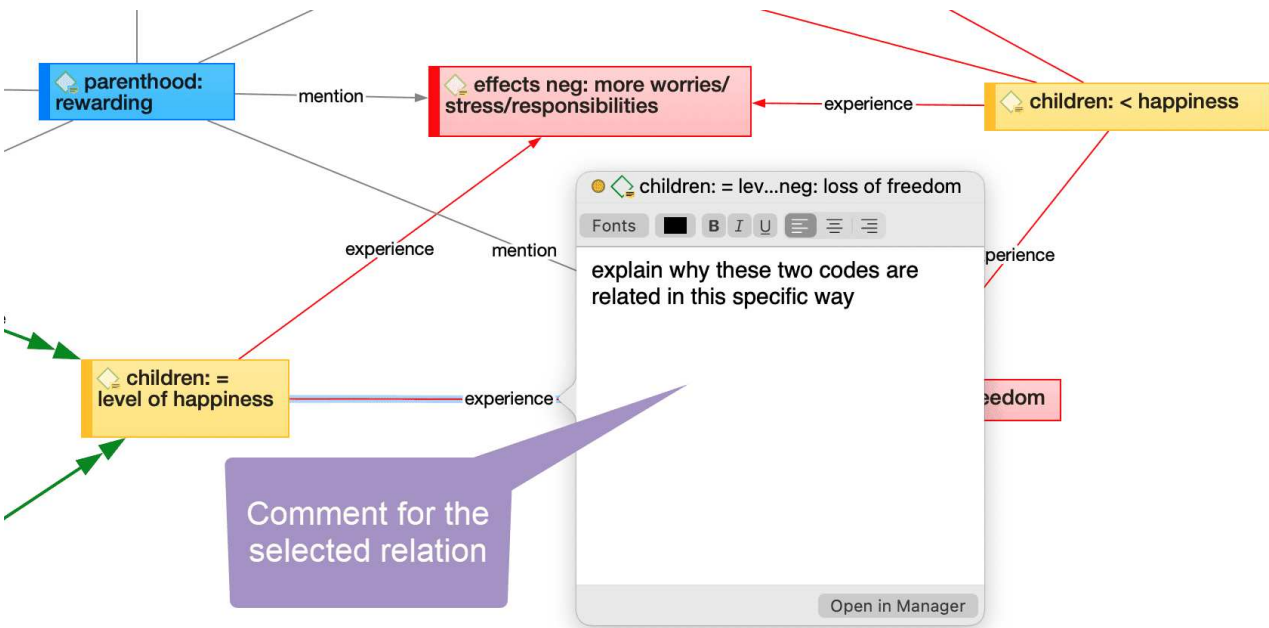 parenthood:
rewarding
mention
effects neg: more worries/
stress/responsibilities
experience
children: < happiness
children: = lev...neg: loss of freedom
Fonts
B I U
experience
mention
perience
explain why these two codes are
related in this specific way
children: =
level of happiness
experience
eedom
Comment for the
selected relation
Open in Manager